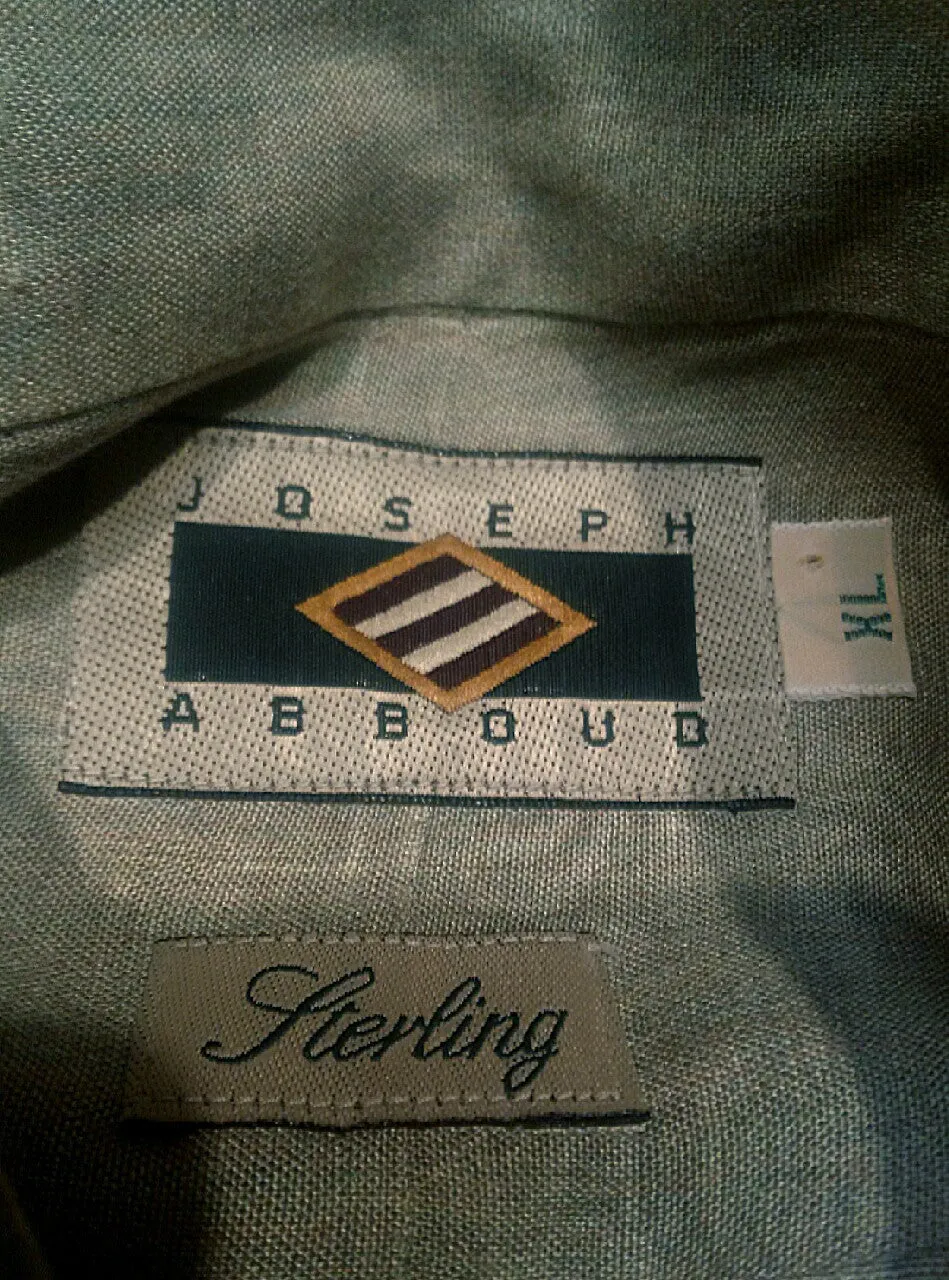 JOSEPH
ABBOUD
XL
Sterling